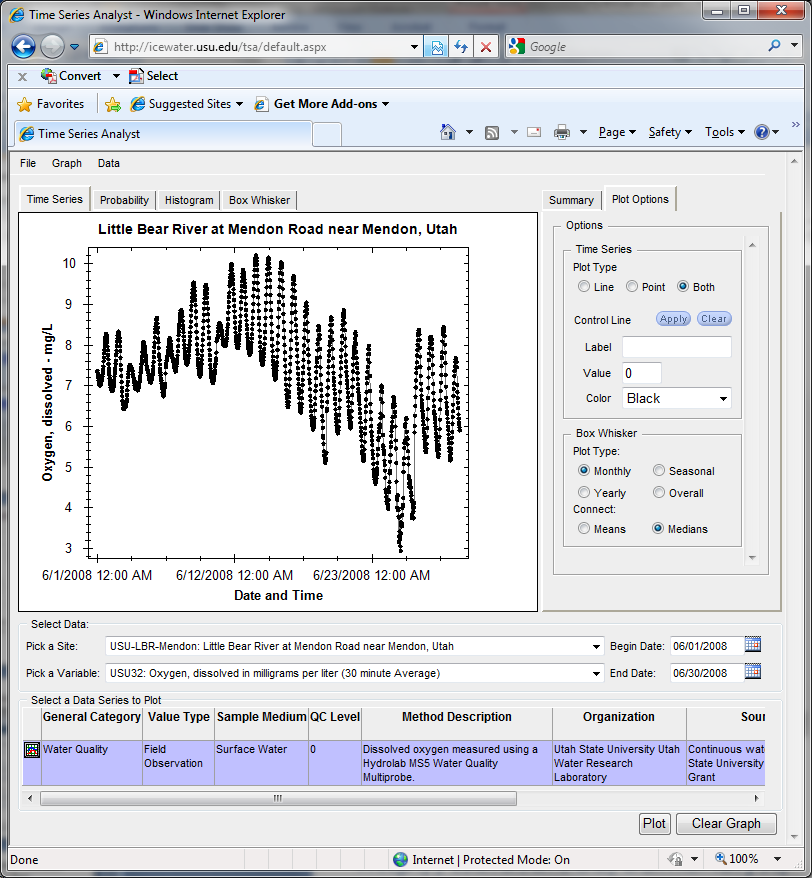 Time Series Analyst - Windows Internet Explorer
http://icewater.usu.edu/tsa/default.aspx
Google
x Convert Select
Favorites Suggested Sites Get More Add-ons
Time Series Analyst
Page Safety Tools »
File Graph Data
Time Series Probability Histogram Box Whisker
Little Bear River at Mendon Road near Mendon, Utah
Oxygen, dissolved - mg/L
10
9
8
7
6
5
4
3
6/1/2008 12:00 AM 6/12/2008 12:00 AM 6/23/2008 12:00 AM
Date and Time
Summary Plot Options
Options
Time Series
Plot Type
Line Point Both
Control Line Apply Clear
Label
Value 0
Color Black
Box Whisker
Plot Type:
Monthly Seasonal
Yearly Overall
Connect:
Means Medians
Select Data:
Pick a Site: USU-LBR-Mendon: Little Bear River at Mendon Road near Mendon, Utah Begin Date: 06/01/2008
Pick a Variable: USU32: Oxygen, dissolved in milligrams per liter (30 minute Average) End Date: 06/30/2008
Select a Data Series to Plot
General Category Value Type Sample Medium QC Level Method Description Organization Sour
Water Quality Field Surface Water 0 Dissolved oxygen measured using a Utah State University Utah Continuous wat
Observation Hydrolab MS5 Water Quality Water Research State University
Multiprobe. Laboratory Grant
Plot Clear Graph
Done Internet | Protected Mode: On 100%